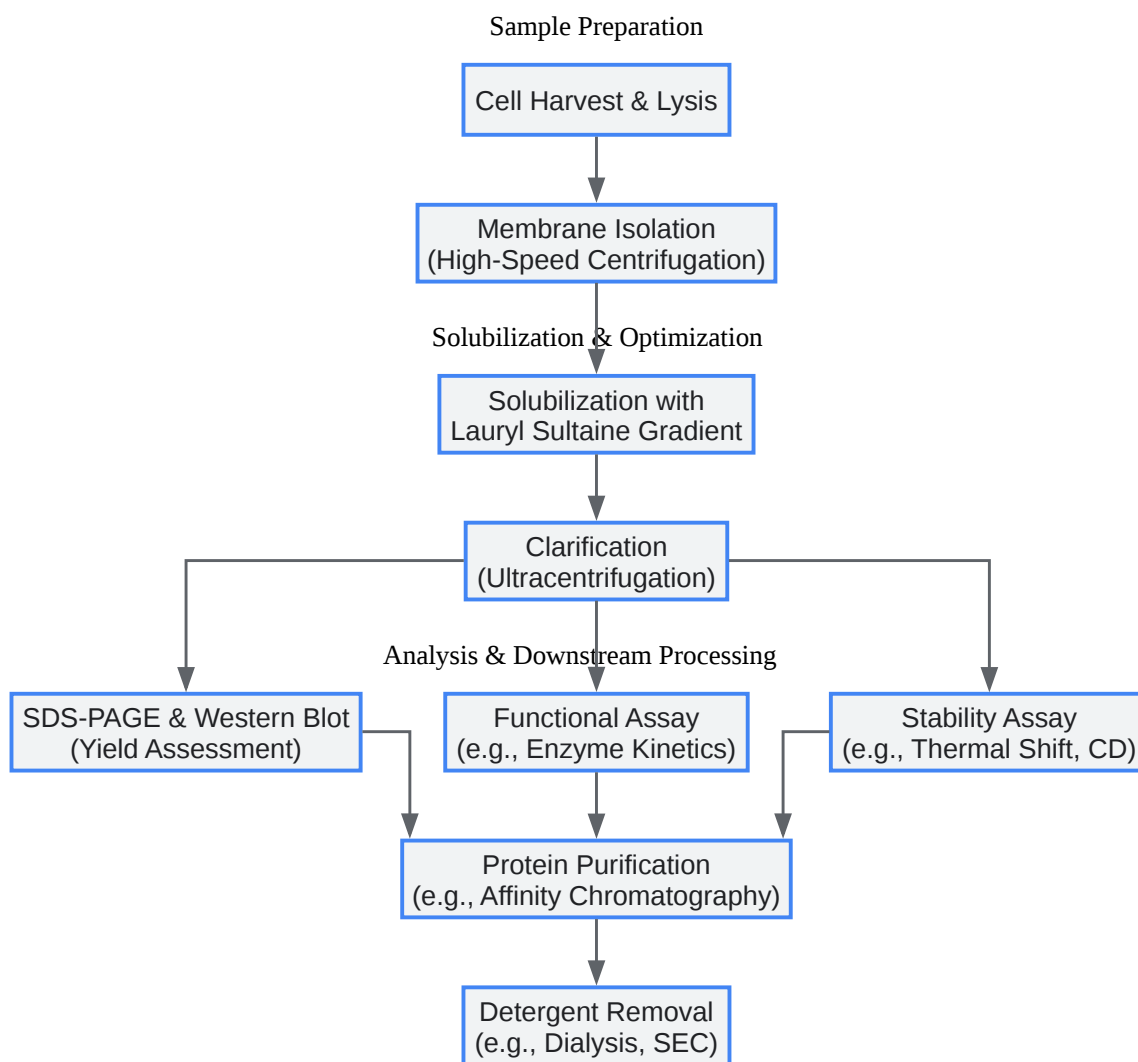 Sample Preparation
Cell Harvest & Lysis
Membrane Isolation
(High-Speed Centrifugation)
Solubilization & Optimization
Solubilization with
Lauryl Sultaine Gradient
Clarification
(Ultracentrifugation)
Analysis & Downstream Processing
SDS-PAGE & Western Blot
(Yield Assessment)
Functional Assay
(e.g., Enzyme Kinetics)
Stability Assay
(e.g., Thermal Shift, CD)
Protein Purification
(e.g., Affinity Chromatography)
Detergent Removal
(e.g., Dialysis, SEC)